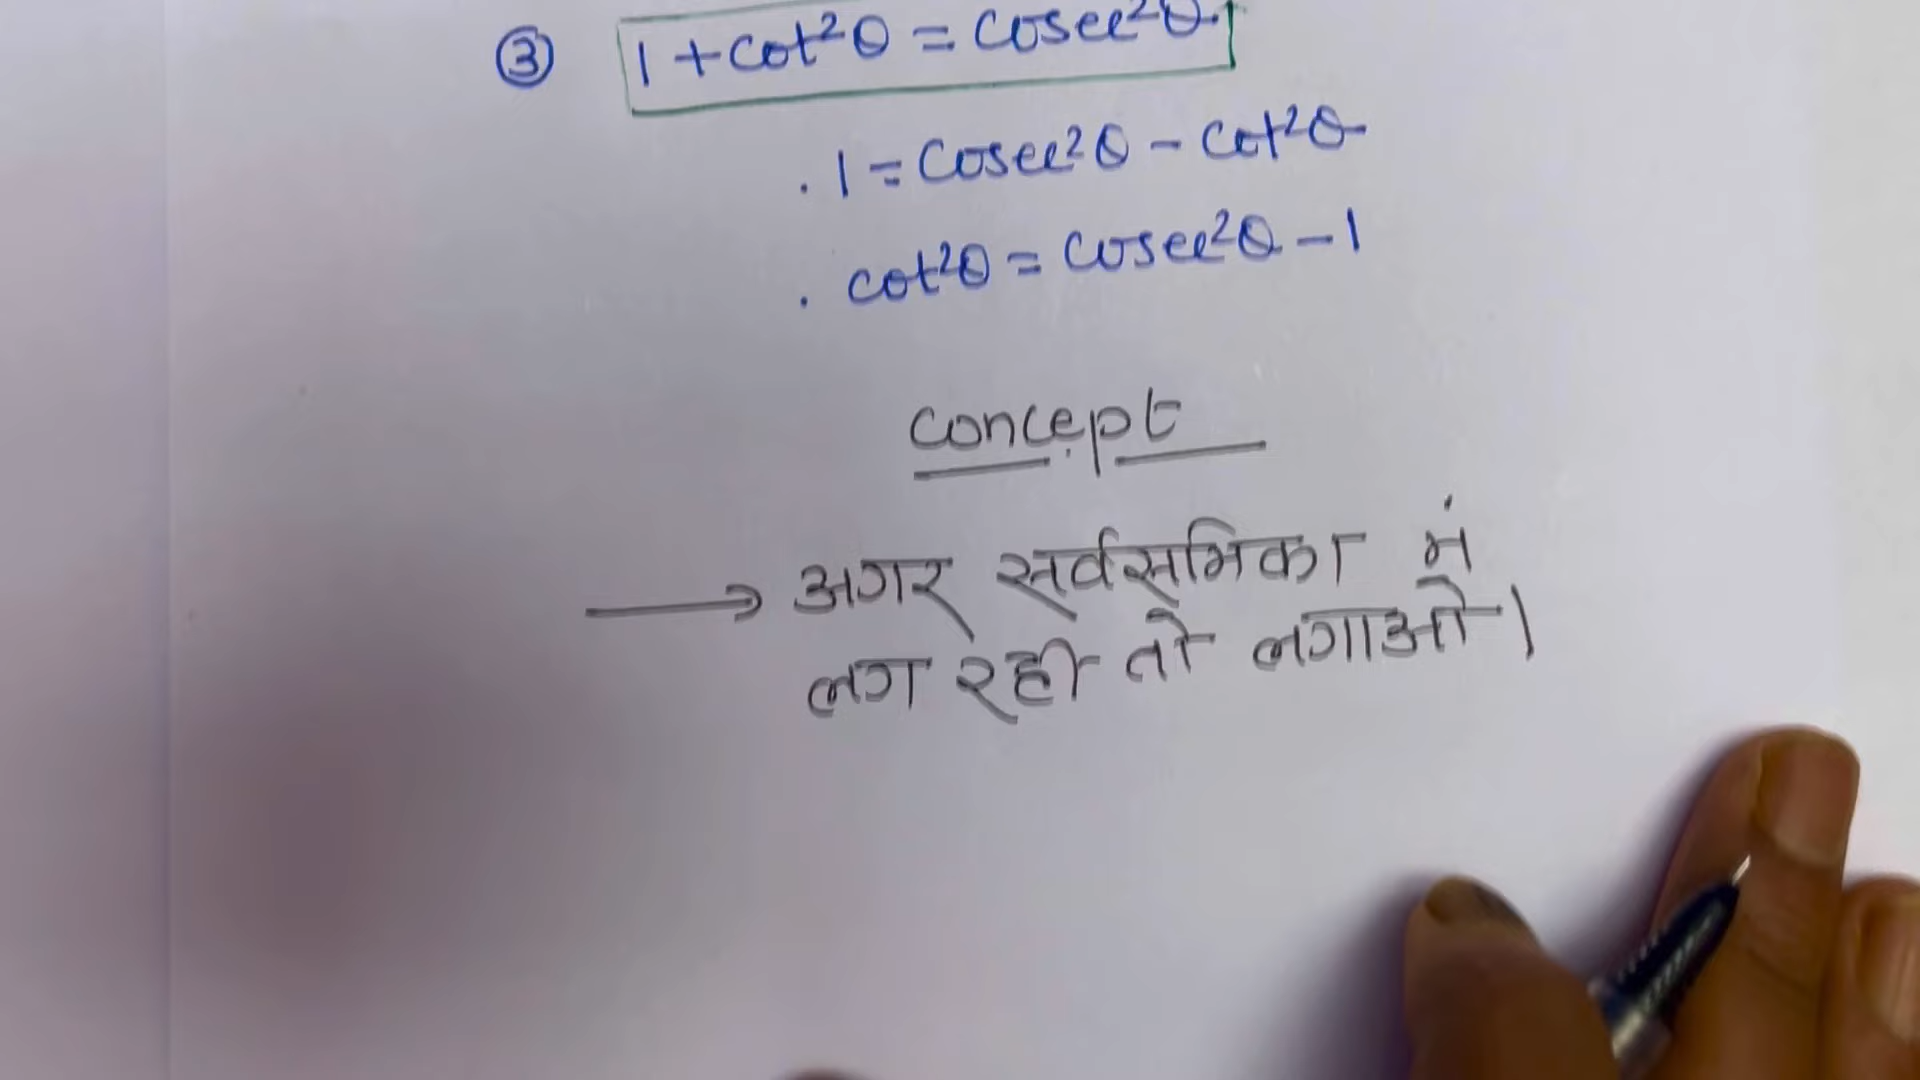 ③ 1 + cot²θ = cosec²θ.
. 1 = cosec²θ - cot²θ
. cot²θ = cosec²θ - 1
concept
→ अगर सर्वसमिका में
लग रही तो लगाओ।